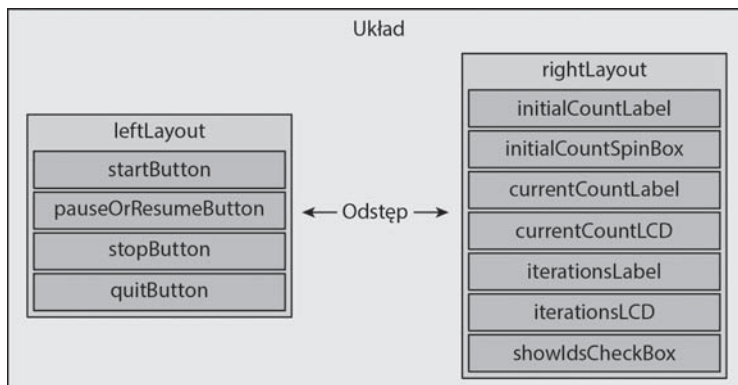 Układ
leftLayout
startButton
pauseOrResumeButton
stopButton
quitButton
Odstęp
rightLayout
initialCountLabel
initialCountSpinBox
currentCountLabel
currentCountLCD
iterationsLabel
iterationsLCD
showIdsCheckBox